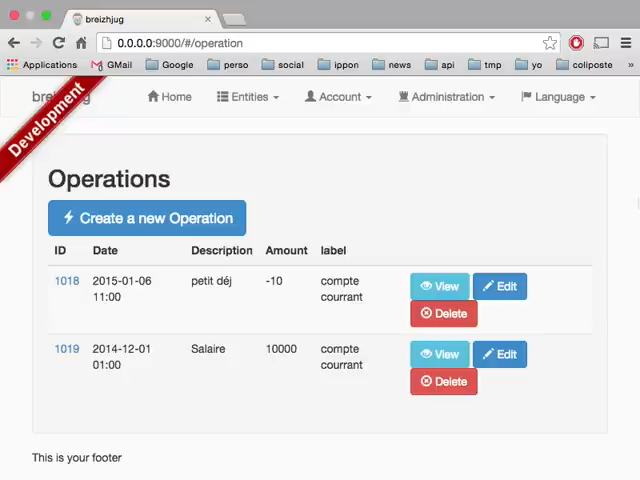 breizhjug
0.0.0.0:9000/#/operation
Applications GMail Google perso social ippon news api tmp yo coliposte »
Development
Home Entities Account Administration Language
Operations
Create a new Operation
ID Date Description Amount label
1018 2015-01-06 11:00 petit déj -10 compte courrant View Edit Delete
1019 2014-12-01 01:00 Salaire 10000 compte courrant View Edit Delete
This is your footer